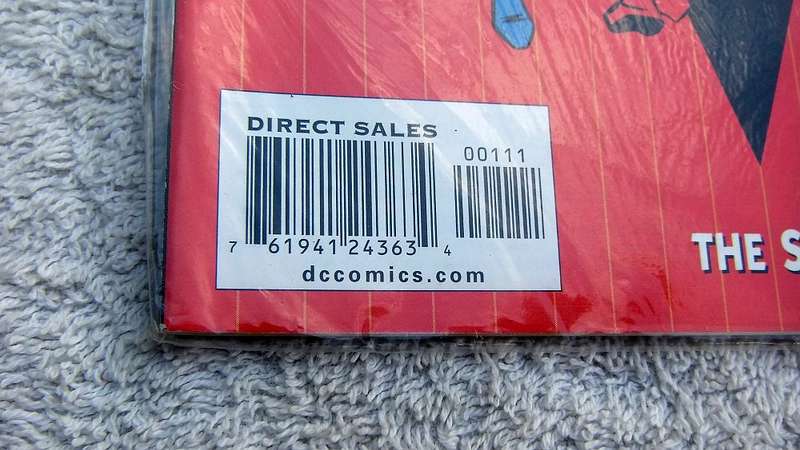 DIRECT SALES
00111
7 61941 24363 4
dccomics.com
THE S